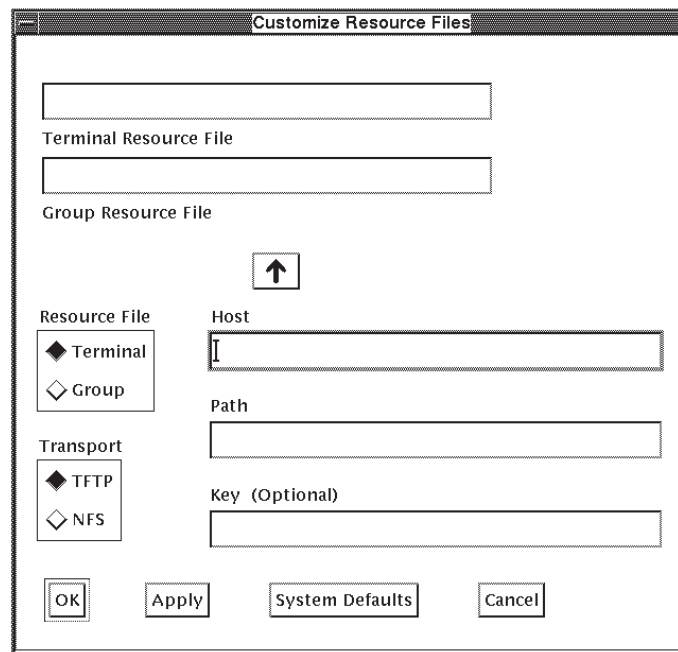 Customize Resource Files
Terminal Resource File
Group Resource File
Resource File
Terminal
Group
Host
Path
Transport
TFTP
NFS
Key (Optional)
OK Apply System Defaults Cancel